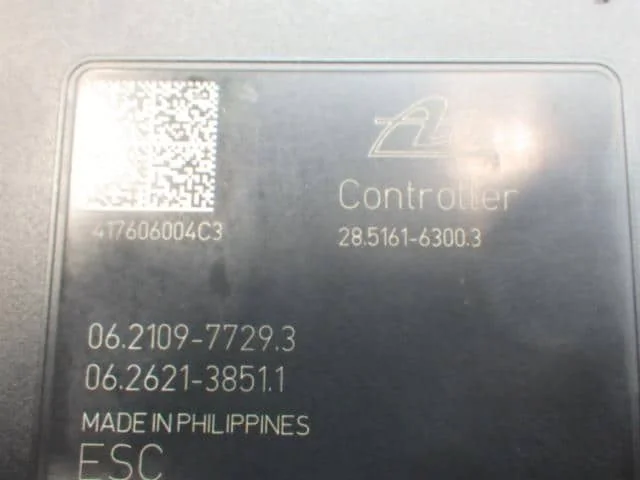 417606004C3
Controller
28.5161-6300.3
06.2109-7729.3
06.2621-3851.1
MADE IN PHILIPPINES
ESC